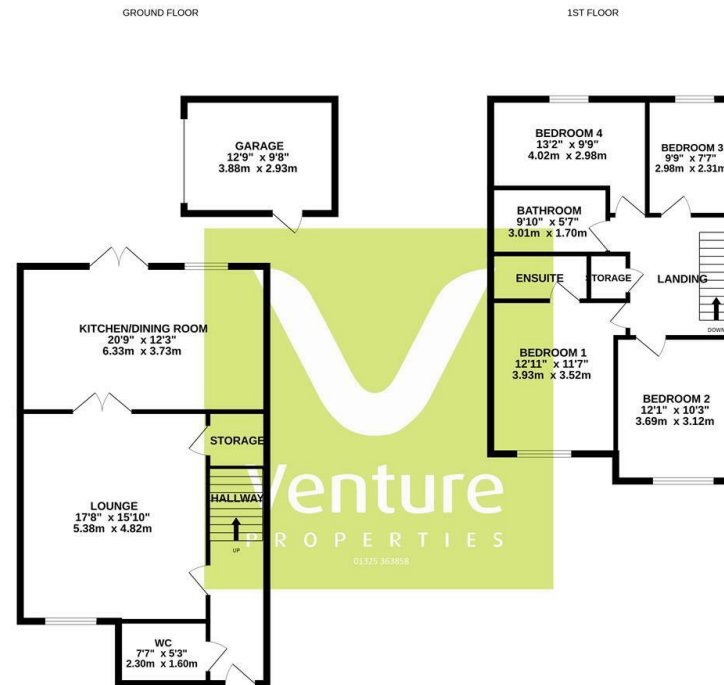 GROUND FLOOR
1ST FLOOR
GARAGE
12'9" x 9'8"
3.88m x 2.93m
KITCHEN/DINING ROOM
20'9" x 12'3"
6.33m x 3.73m
STORAGE
HALLWAY
LOUNGE
17'8" x 15'10"
5.38m x 4.82m
UP
WC
7'7" x 5'3"
2.30m x 1.60m
BEDROOM 4
13'2" x 9'9"
4.02m x 2.98m
BEDROOM 3
9'9" x 7'7"
2.98m x 2.31m
BATHROOM
9'10" x 5'7"
3.01m x 1.70m
ENSUITE
STORAGE
LANDING
DOWN
BEDROOM 1
12'11" x 11'7"
3.93m x 3.52m
BEDROOM 2
12'1" x 10'3"
3.69m x 3.12m
Venture
PROPERTIES
01325 363858